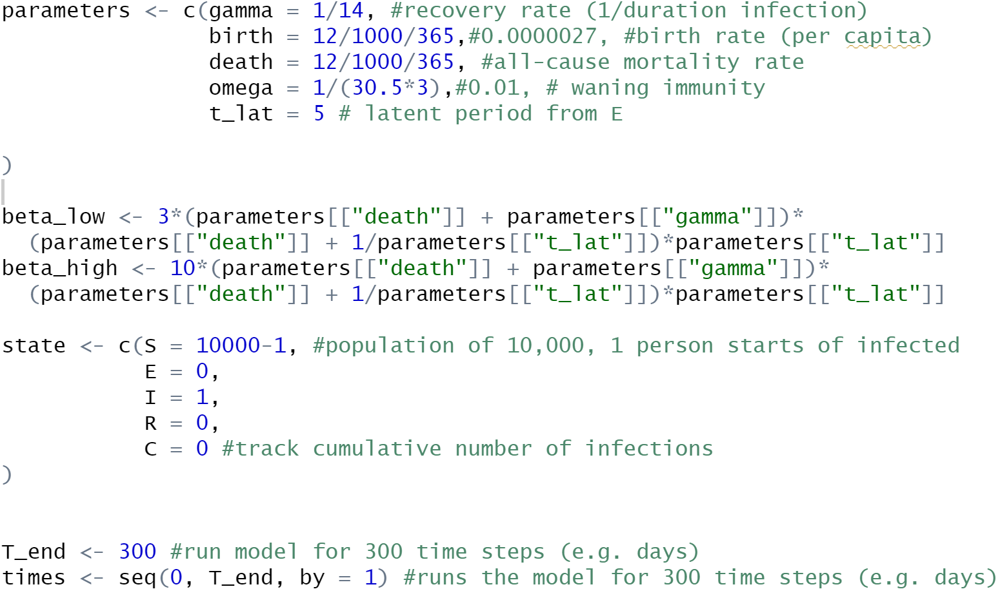 parameters <- c(gamma = 1/14, #recovery rate (1/duration infection)
birth = 12/1000/365,#0.0000027, #birth rate (per capita)
death = 12/1000/365, #all-cause mortality rate
omega = 1/(30.5*3),#0.01, # waning immunity
t_lat = 5 # latent period from E
)
beta_low <- 3*(parameters[["death"]] + parameters[["gamma"]])*
(parameters[["death"]] + 1/parameters[["t_lat"]])*parameters[["t_lat"]]
beta_high <- 10*(parameters[["death"]] + parameters[["gamma"]])*
(parameters[["death"]] + 1/parameters[["t_lat"]])*parameters[["t_lat"]]
state <- c(S = 10000-1, #population of 10,000, 1 person starts of infected
E = 0,
I = 1,
R = 0,
C = 0 #track cumulative number of infections
)
T_end <- 300 #run model for 300 time steps (e.g. days)
times <- seq(0, T_end, by = 1) #runs the model for 300 time steps (e.g. days)